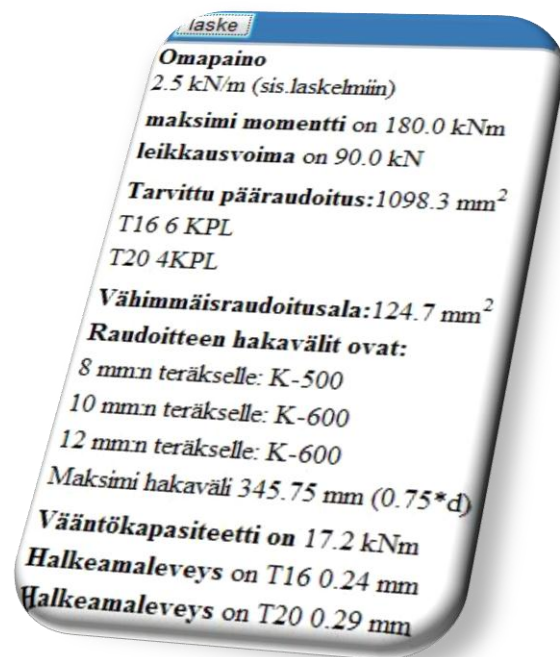 laske
Omapaino
2.5 kN/m (sis.laskelmiin)
maksimi momentti on 180.0 kNm
leikkausvoima on 90.0 kN
Tarvittu pääraudoitus:1098.3 mm²
T16 6 KPL
T20 4KPL
Vähimmäisraudoitusala:124.7 mm²
Raudoitteen hakavälit ovat:
8 mm:n teräkselle: K-500
10 mm:n teräkselle: K-600
12 mm:n teräkselle: K-600
Maksimi hakaväli 345.75 mm (0.75*d)
Vääntökapasiteetti on 17.2 kNm
Halkeamaleveys on T16 0.24 mm
Halkeamaleveys on T20 0.29 mm